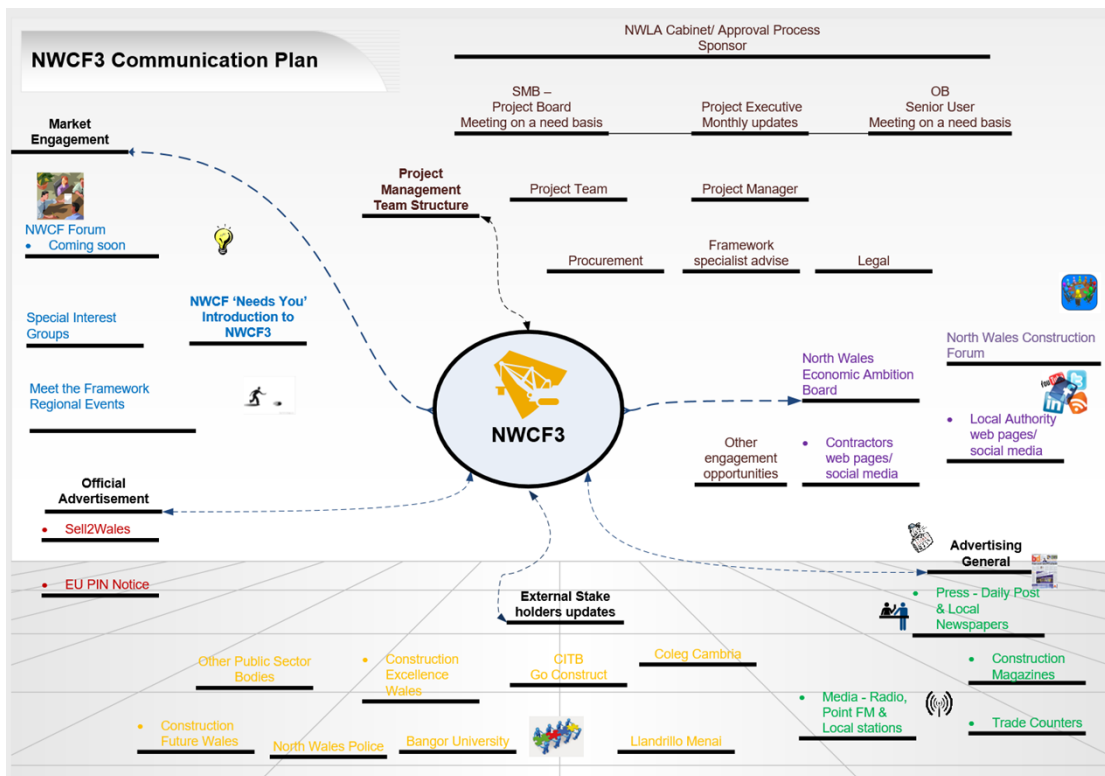 NWCF3 Communication Plan
NWLA Cabinet/ Approval Process
Sponsor
SMB –
Project Board
Meeting on a need basis
Project Executive
Monthly updates
OB
Senior User
Meeting on a need basis
Market
Engagement
Project
Management
Team Structure
Project Team
Project Manager
NWCF Forum
• Coming soon
Procurement
Framework
specialist advise
Legal
Special Interest
Groups
NWCF ‘Needs You’
Introduction to
NWCF3
Meet the Framework
Regional Events
NWCF3
North Wales
Economic Ambition
Board
North Wales Construction
Forum
Other
engagement
opportunities
• Contractors
web pages/
social media
• Local Authority
web pages/
social media
Official
Advertisement
• Sell2Wales
• EU PIN Notice
External Stake
holders updates
Advertising
General
• Press - Daily Post
& Local
Newspapers
• Construction
Magazines
• Media - Radio,
Point FM &
Local stations
• Trade Counters
Other Public Sector
Bodies
• Construction
Excellence
Wales
CITB
Go Construct
Coleg Cambria
• Construction
Future Wales
North Wales Police
Bangor University
Llandrillo Menai